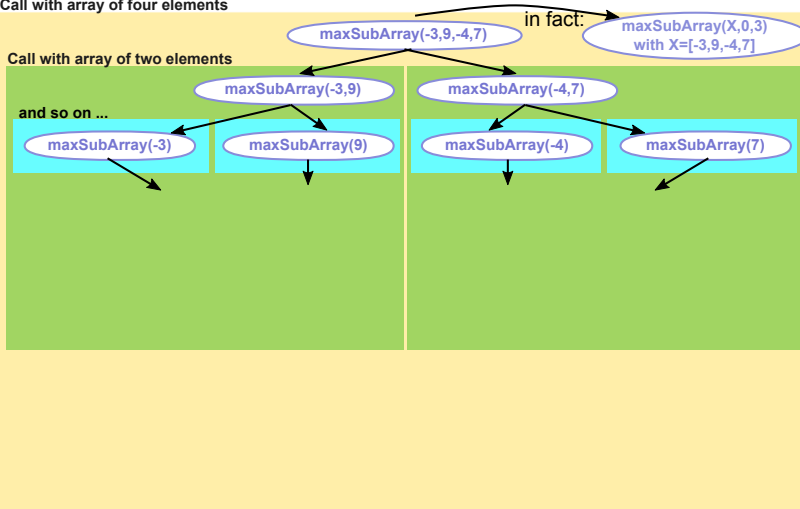 Call with array of four elements
maxSubArray(-3,9,-4,7)
in fact:
maxSubArray(X,0,3)
with X=[-3,9,-4,7]
Call with array of two elements
maxSubArray(-3,9)
maxSubArray(-4,7)
and so on ...
maxSubArray(-3)
maxSubArray(9)
maxSubArray(-4)
maxSubArray(7)